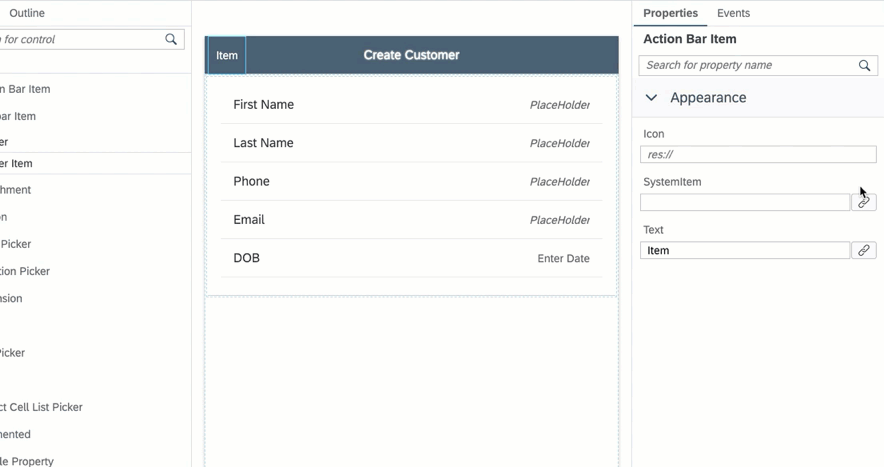 Outline
for control
n Bar Item
ar Item
er
er Item
hment
on
Picker
ion Picker
nsion
icker
ct Cell List Picker
mented
le Property
Item
Create Customer
First Name
PlaceHolder
Last Name
PlaceHolder
Phone
PlaceHolder
Email
PlaceHolder
DOB
Enter Date
Properties
Events
Action Bar Item
Search for property name
Appearance
Icon
res://
SystemItem
Text
Item